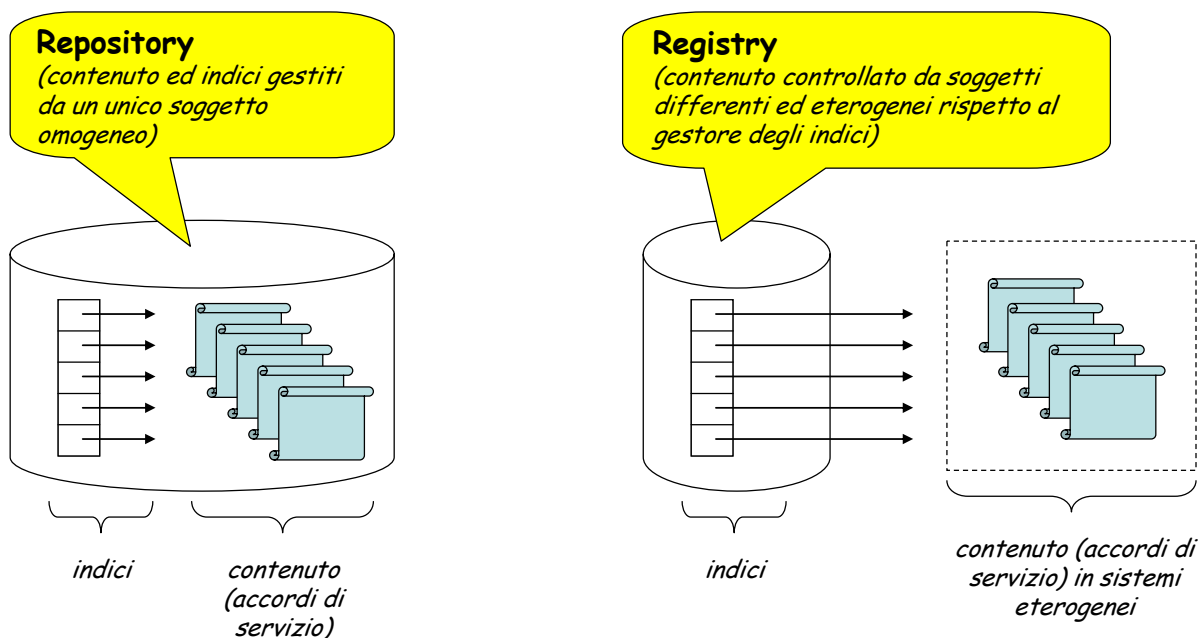 Repository
(contenuto ed indici gestiti
da un unico soggetto
omogeneo)
Registry
(contenuto controllato da soggetti
differenti ed eterogenei rispetto al
gestore degli indici)
indici
contenuto
(accordi di
servizio)
indici
contenuto (accordi di
servizio) in sistemi
eterogenei